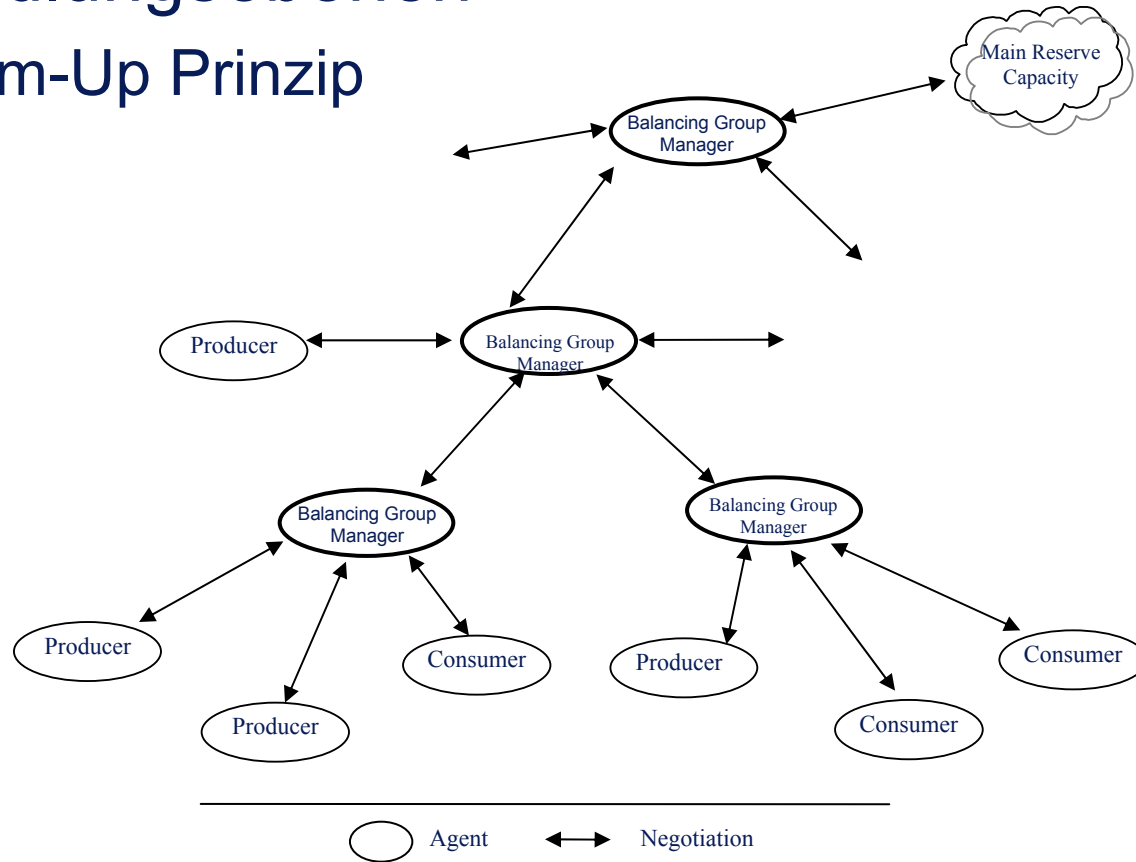 m-Up Prinzip
Main Reserve
Capacity
Balancing Group
Manager
Producer
Balancing Group
Manager
Balancing Group
Manager
Balancing Group
Manager
Producer
Consumer
Producer
Consumer
Producer
Consumer
Agent
Negotiation